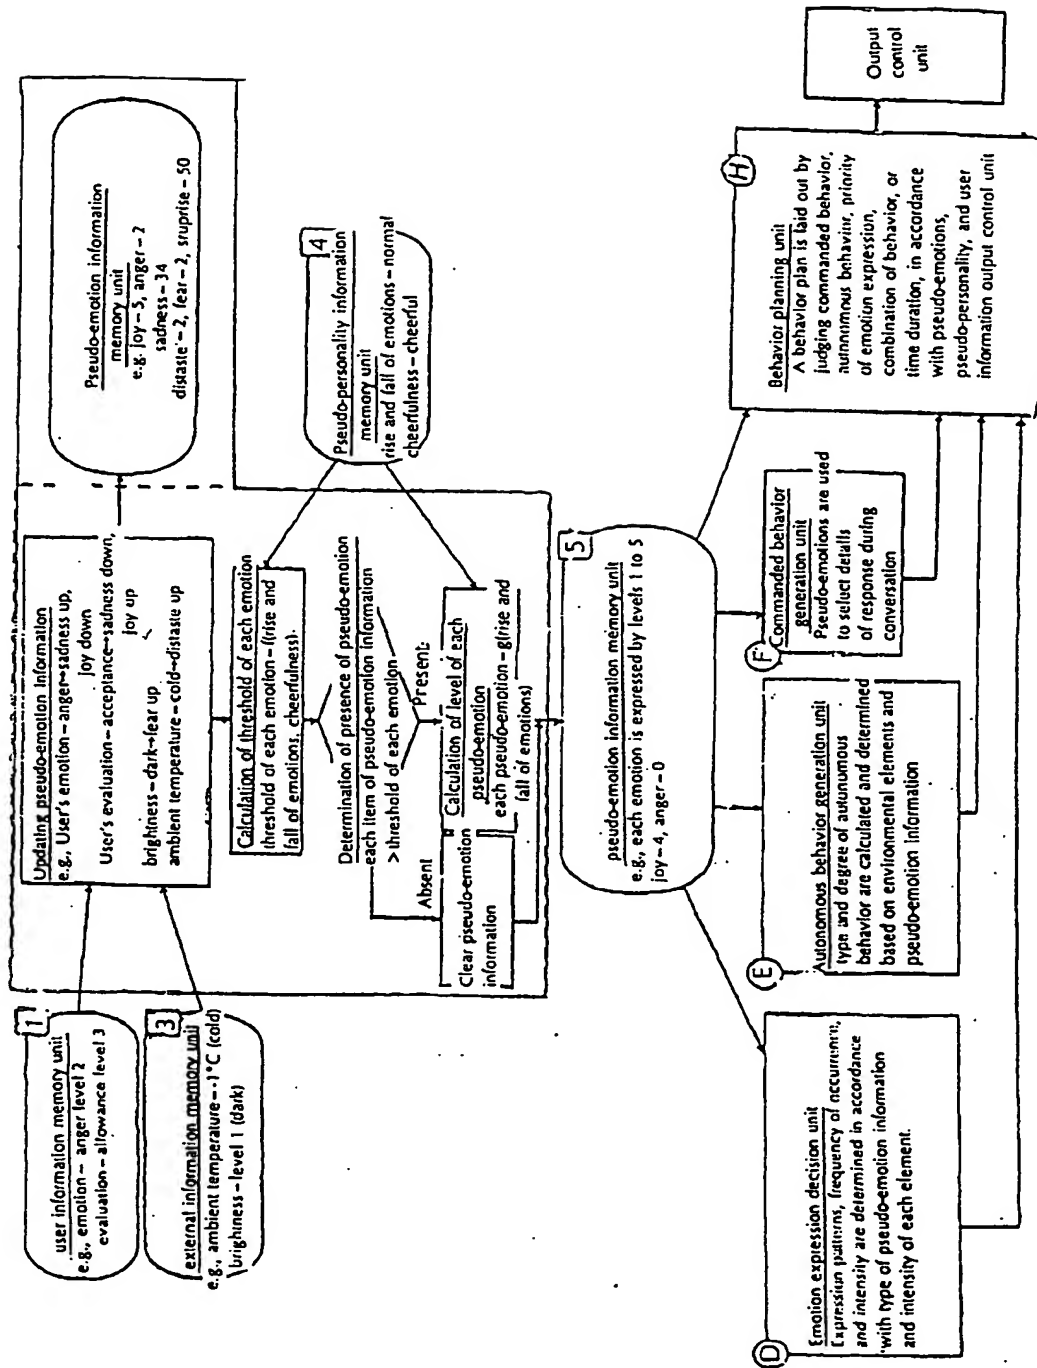 1
user information memory unit
e.g., emotion – anger level 2
evaluation – allowance level 3
3
external information memory unit
e.g., ambient temperature – -1°C (cold)
brightness – level 1 (dark)
Updating pseudo-emotion information
e.g., User's emotion – anger→sadness up,
joy down
User's evaluation – acceptance→sadness down,
joy up
brightness – dark→fear up
ambient temperature – cold→distaste up
Pseudo-emotion information
memory unit
e.g. joy – 5, anger – 2
sadness – 34
distaste – 2, fear – 2, sruprise – 50
Calculation of threshold of each emotion
threshold of each emotion – f(rise and
fall of emotions, cheerfulness).
4
Pseudo-personality information
memory unit
rise and fall of emotions – normal
cheerfulness – cheerful
Determination of presence of pseudo-emotion
each item of pseudo-emotion information
> threshold of each emotion
Absent
Present:
Clear pseudo-emotion
information
Calculation of level of each
pseudo-emotion
each pseudo-emotion – g(rise and
fall of emotions)
5
pseudo-emotion information memory unit
e.g., each emotion is expressed by levels 1 to 5
joy – 4, anger – 0
D
Emotion expression decision unit
Expression patterns, frequency of occurrence,
and intensity are determined in accordance
with type of pseudo-emotion information
and intensity of each element.
E
Autonomous behavior generation unit
type and degree of autonumous
behavior are calculated and determined
based on environmental elements and
pseudo-emotion information
F
Commanded behavior
generation unit
Pseudo-emotions are used
to select details
of response during
conversation
H
Behavior planning unit
A behavior plan is laid out by
judging commanded behavior,
autonomous behavior, priority
of emotion expression,
combination of behavior, or
time duration, in accordance
with pseudo-emotions,
pseudo-personality, and user
information output control unit
Output
control
unit